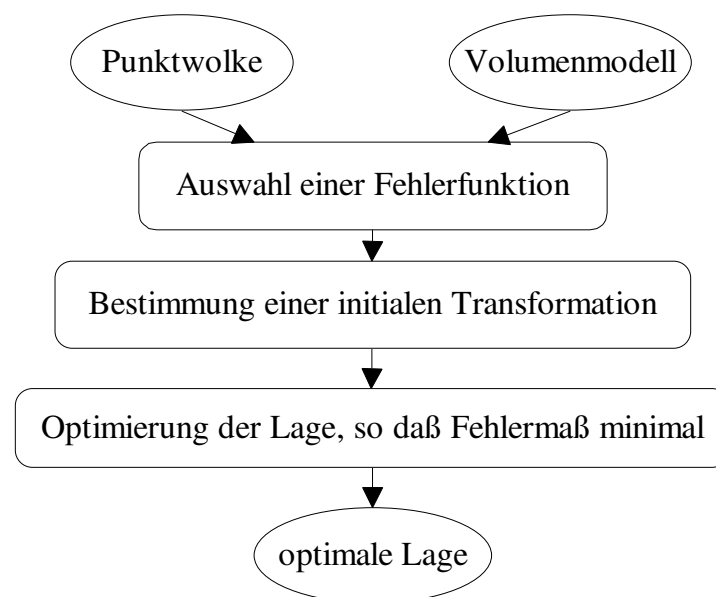 Punktwolke
Volumenmodell
Auswahl einer Fehlerfunktion
Bestimmung einer initialen Transformation
Optimierung der Lage, so daß Fehlermaß minimal
optimale Lage